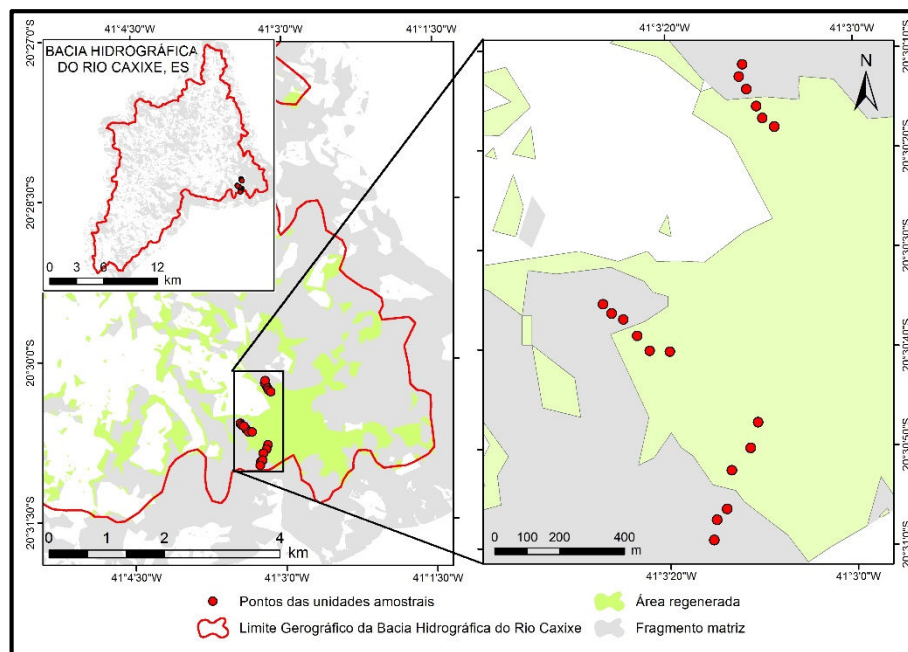 41°4'30"W 41°3'0"W 41°1'30"W
41°3'20"W 41°3'0"W
BACIA HIDROGRÁFICA
DO RIO CAXIXE, ES
N
20°27'0"S
20°28'30"S
20°31'30"S
0 3 6 12
km
0 1 2 4
km
0 100 200 400
m
41°4'30"W 41°3'0"W 41°1'30"W
41°3'20"W 41°3'0"W
Pontos das unidades amostrais
Área regenerada
Limite Gerográfico da Bacia Hidrográfica do Rio Caxixe
Fragmento matriz